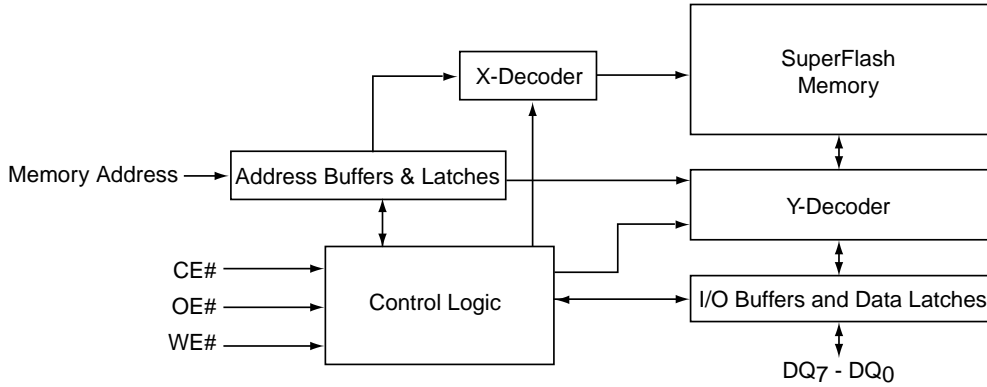 SuperFlash
Memory
X-Decoder
Memory Address
Address Buffers & Latches
Y-Decoder
CE#
OE#
WE#
Control Logic
I/O Buffers and Data Latches
DQ7 - DQ0